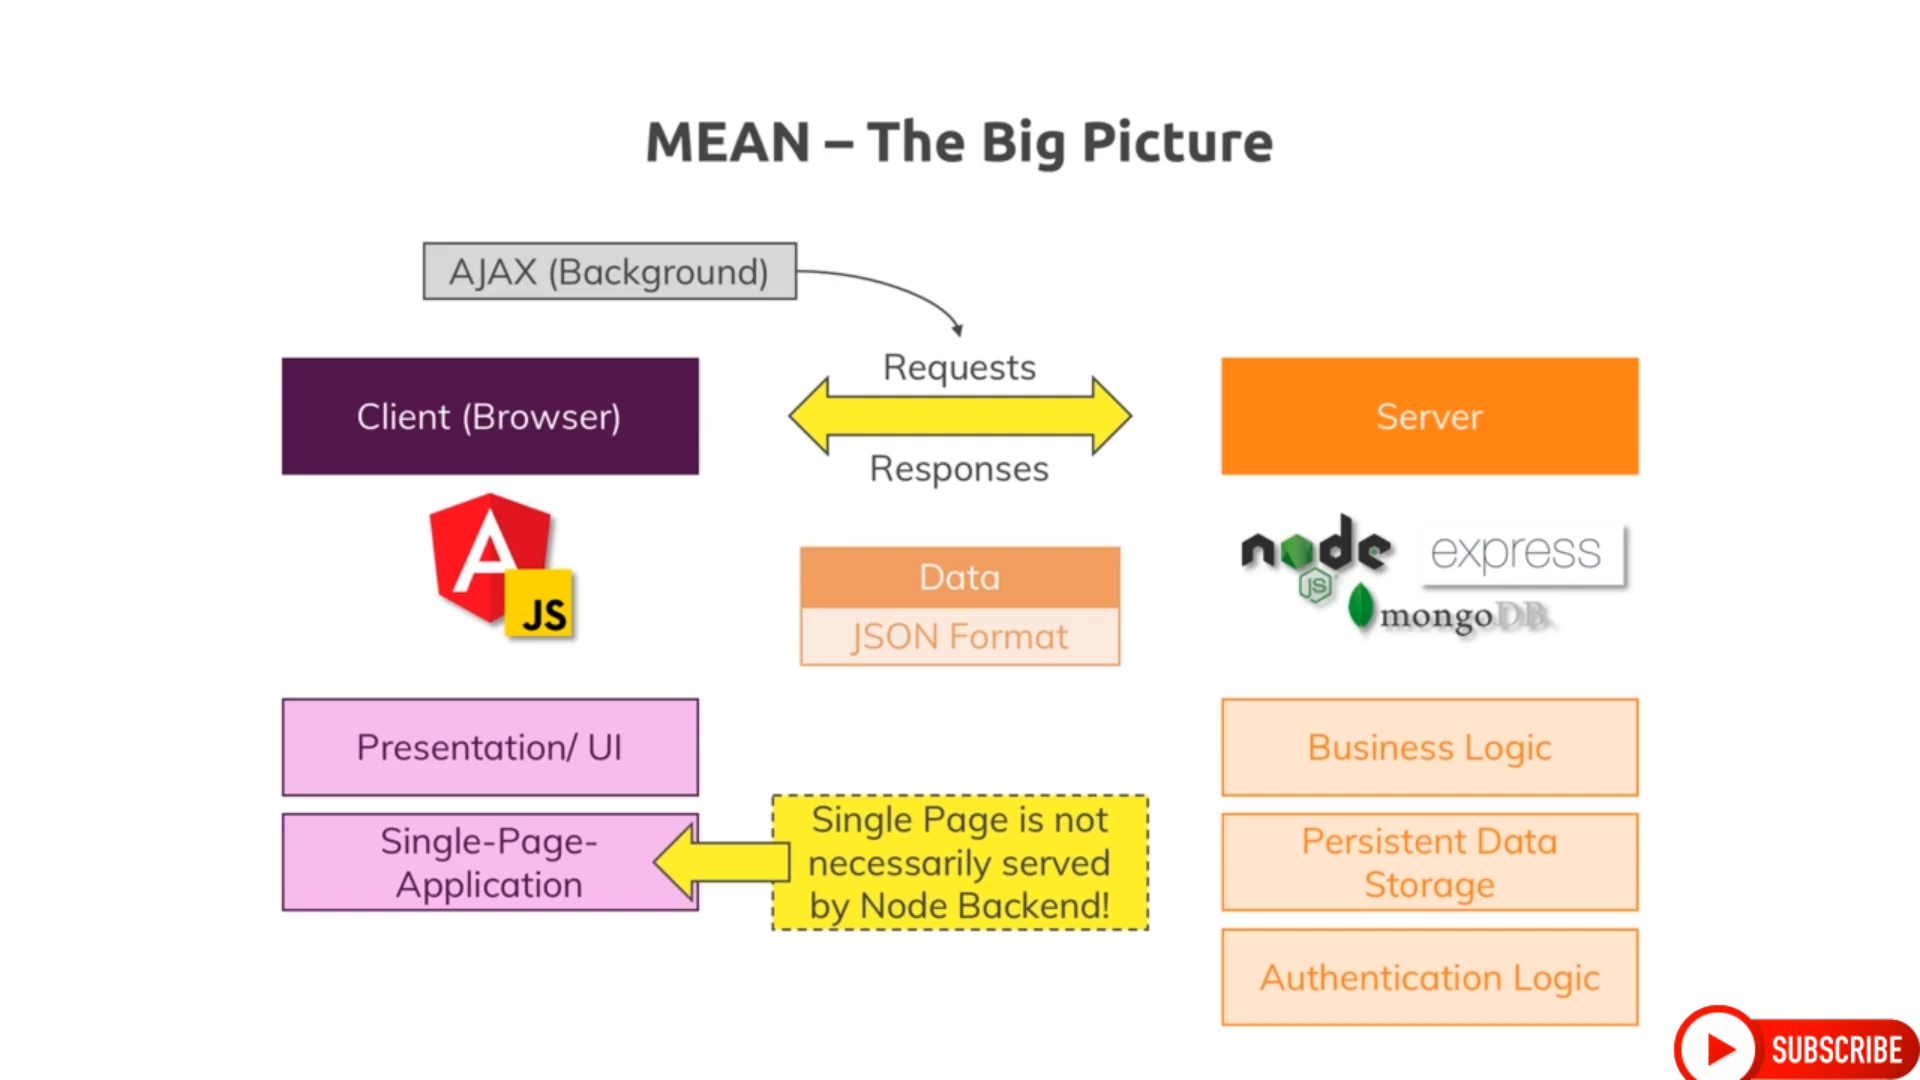 MEAN – The Big Picture
AJAX (Background)
Requests
Client (Browser)
Server
Responses
A
JS
node
JS
express
mongoDB
Data
JSON Format
Presentation/ UI
Business Logic
Single-Page-
Application
Single Page is not
necessarily served
by Node Backend!
Persistent Data
Storage
Authentication Logic
SUBSCRIBE